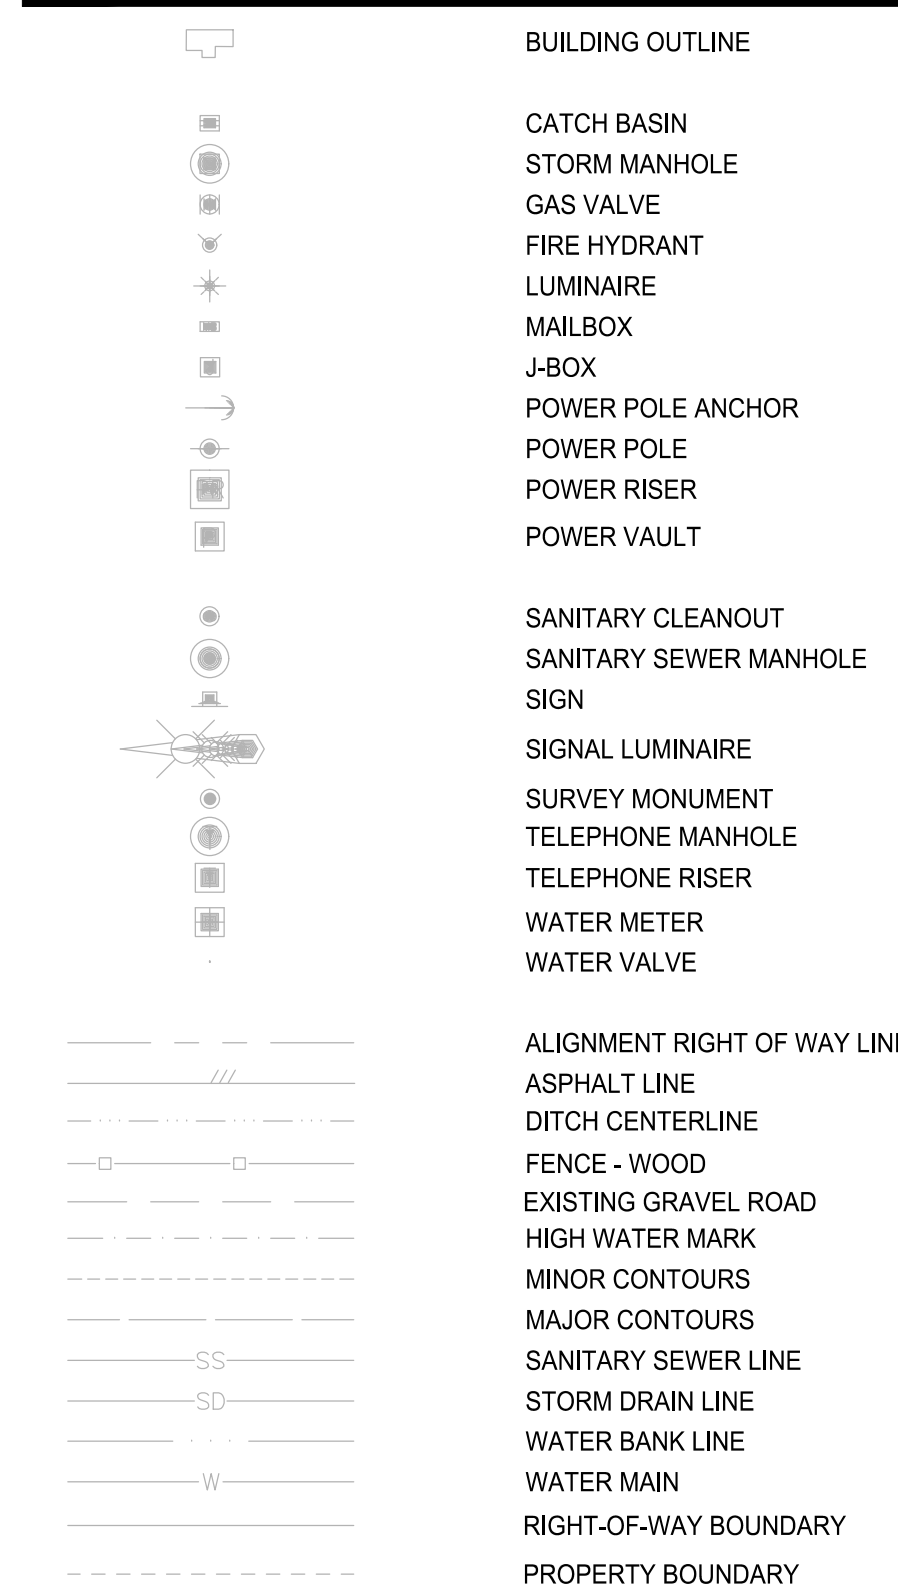 BUILDING OUTLINE
CATCH BASIN
STORM MANHOLE
GAS VALVE
FIRE HYDRANT
LUMINAIRE
MAILBOX
J-BOX
POWER POLE ANCHOR
POWER POLE
POWER RISER
POWER VAULT
SANITARY CLEANOUT
SANITARY SEWER MANHOLE
SIGN
SIGNAL LUMINAIRE
SURVEY MONUMENT
TELEPHONE MANHOLE
TELEPHONE RISER
WATER METER
WATER VALVE
ALIGNMENT RIGHT OF WAY LINE
ASPHALT LINE
DITCH CENTERLINE
FENCE - WOOD
EXISTING GRAVEL ROAD
HIGH WATER MARK
MINOR CONTOURS
MAJOR CONTOURS
SS SANITARY SEWER LINE
SD STORM DRAIN LINE
WATER BANK LINE
W WATER MAIN
RIGHT-OF-WAY BOUNDARY
PROPERTY BOUNDARY